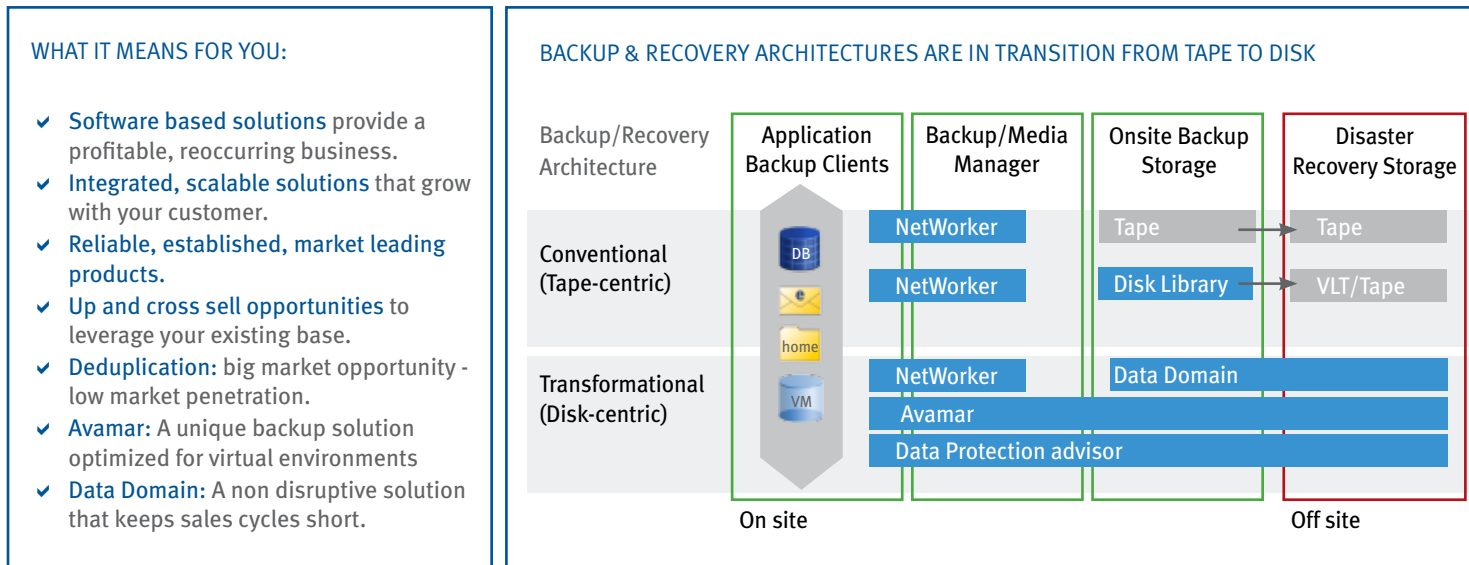 WHAT IT MEANS FOR YOU:
Software based solutions provide a
profitable, reoccurring business.
Integrated, scalable solutions that grow
with your customer.
Reliable, established, market leading
products.
Up and cross sell opportunities to
leverage your existing base.
Deduplication: big market opportunity -
low market penetration.
Avamar: A unique backup solution
optimized for virtual environments
Data Domain: A non disruptive solution
that keeps sales cycles short.
BACKUP & RECOVERY ARCHITECTURES ARE IN TRANSITION FROM TAPE TO DISK
Backup/Recovery
Architecture
Application
Backup Clients
Backup/Media
Manager
Onsite Backup
Storage
Disaster
Recovery Storage
Conventional
(Tape-centric)
DB
e
home
VM
NetWorker
Tape
Tape
NetWorker
Disk Library
VLT/Tape
Transformational
(Disk-centric)
NetWorker
Data Domain
Avamar
Data Protection advisor
On site
Off site